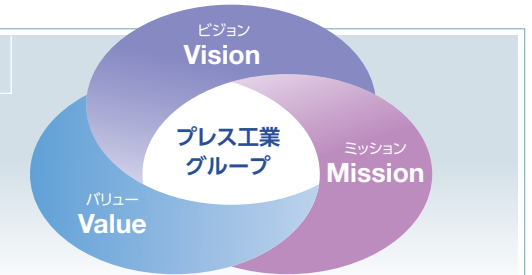 ビジョン
Vision
プレス工業
グループ
ミッション
Mission
バリュー
Value